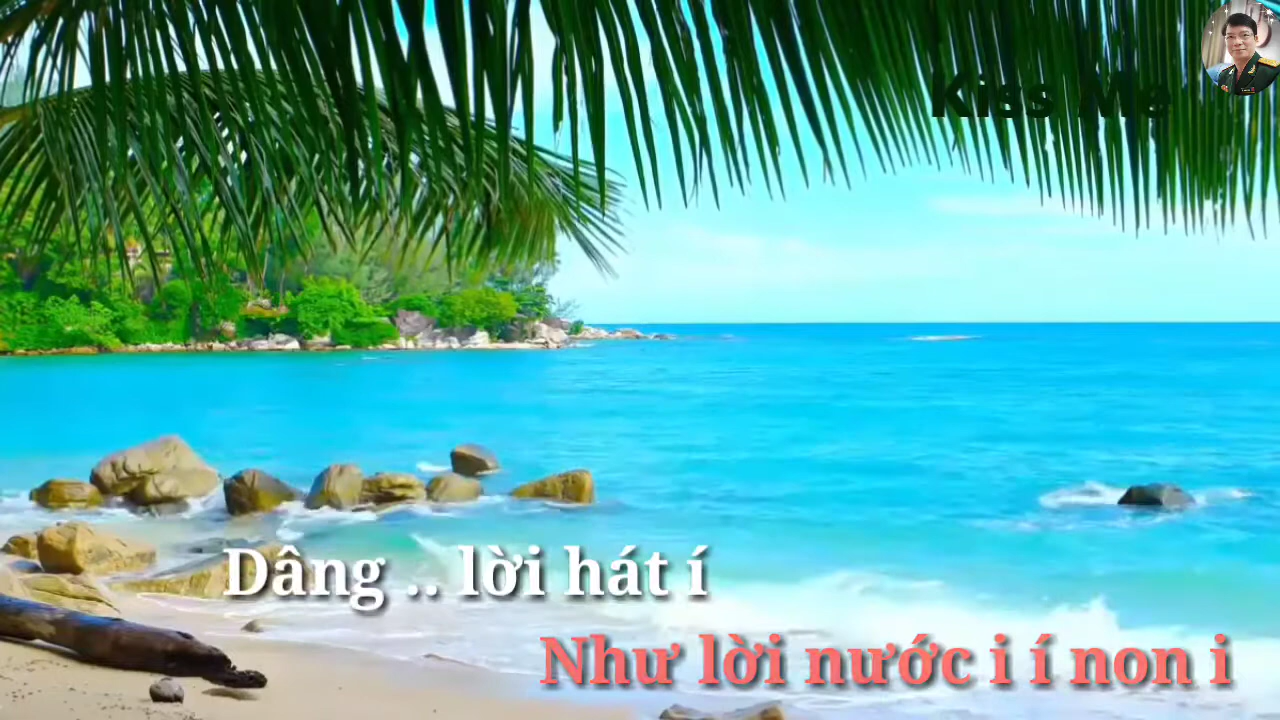 Kiss Me
Dâng .. lời hát í
Như lời nước i í non i